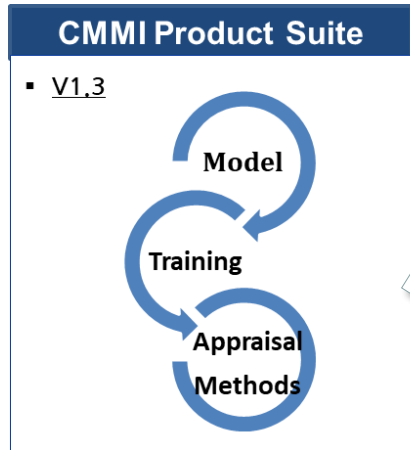 CMMI Product Suite
▪ V1,3
Model
Training
Appraisal
Methods